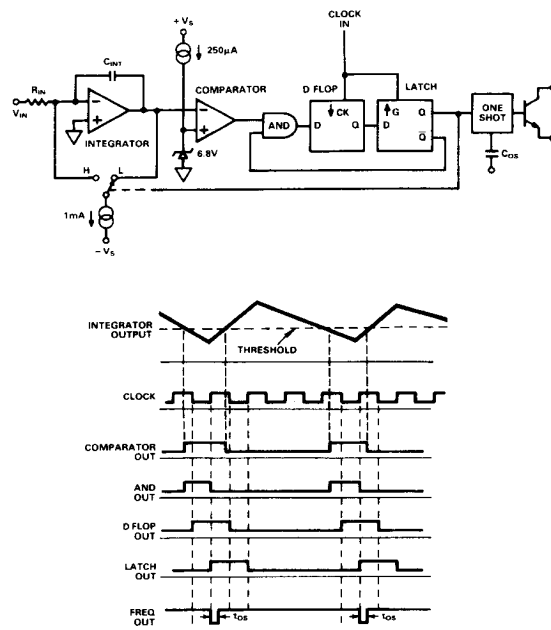 +VS
250μA
CLOCK
IN
CINT
RIN
VIN
INTEGRATOR
COMPARATOR
6.8V
AND
D FLOP
D
CK
Q
LATCH
G
D
Q
Q̅
ONE
SHOT
COS
H
L
1mA
−VS
INTEGRATOR
OUTPUT
THRESHOLD
CLOCK
COMPARATOR
OUT
AND
OUT
D FLOP
OUT
LATCH
OUT
FREQ
OUT
tOS
tOS